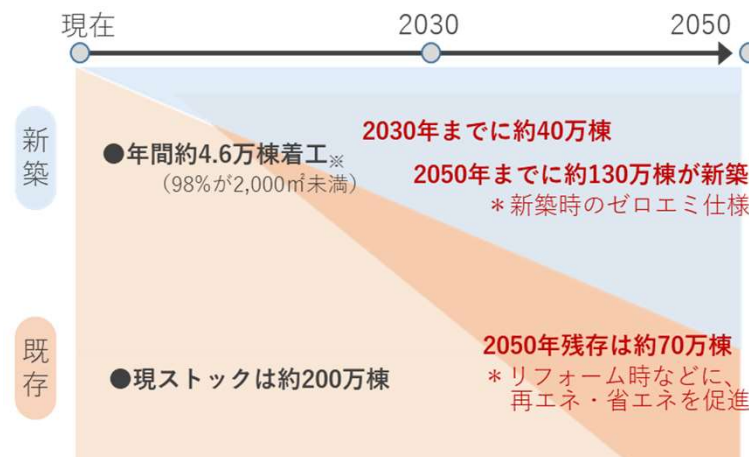 現在
2030
2050
新築
●年間約4.6万棟着工※
（98%が2,000㎡未満）
2030年までに約40万棟
2050年までに約130万棟が新築
＊新築時のゼロエミ仕様
既存
●現ストックは約200万棟
2050年残存は約70万棟
＊リフォーム時などに、
再エネ・省エネを促進